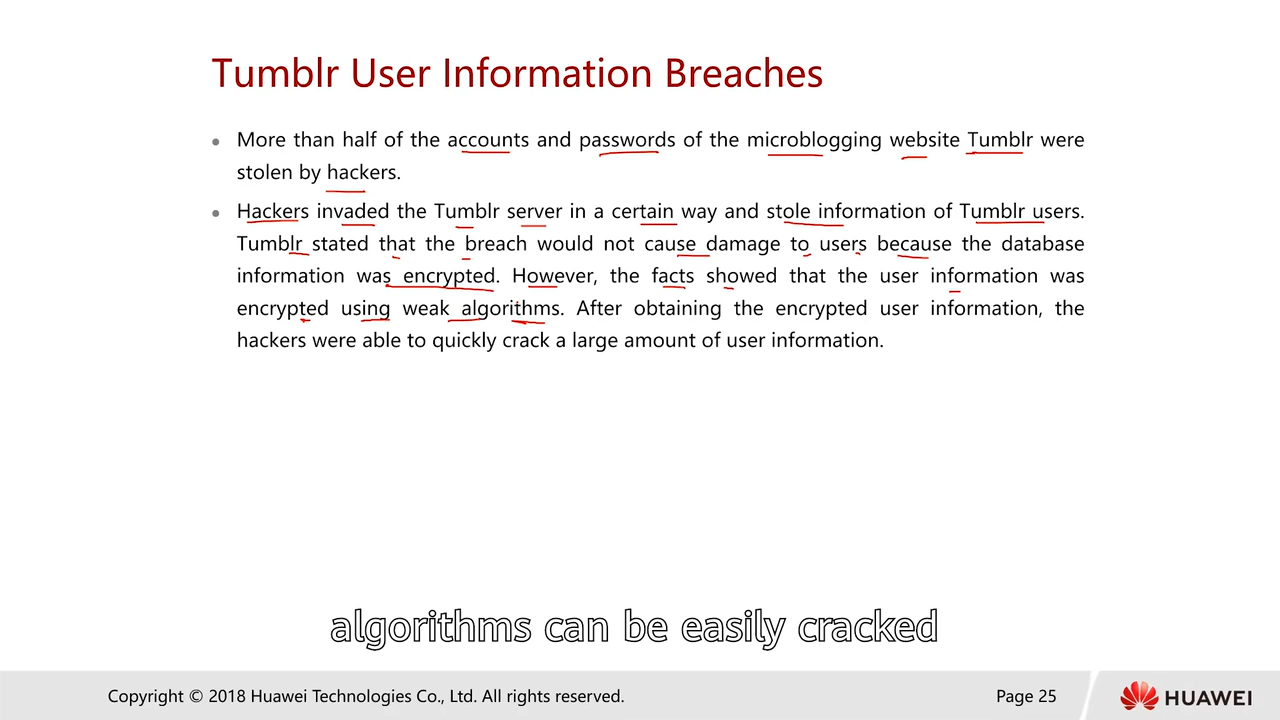 Tumblr User Information Breaches
• More than half of the accounts and passwords of the microblogging website Tumblr were
stolen by hackers.
• Hackers invaded the Tumblr server in a certain way and stole information of Tumblr users.
Tumblr stated that the breach would not cause damage to users because the database
information was encrypted. However, the facts showed that the user information was
encrypted using weak algorithms. After obtaining the encrypted user information, the
hackers were able to quickly crack a large amount of user information.
algorithms can be easily cracked
Copyright © 2018 Huawei Technologies Co., Ltd. All rights reserved.
Page 25
HUAWEI